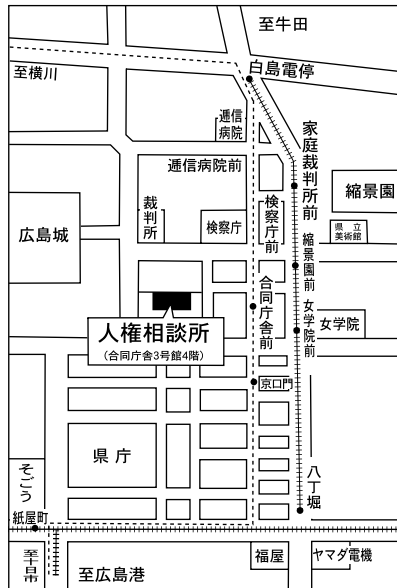 至牛田
白島電停
至横川
逓信
病院
逓信病院前
家庭裁判所前
縮景園
裁判所
検察庁
検察庁前
県立
美術館
広島城
縮景園前
合同庁舎前
女学院前
女学院
人権相談所
(合同庁舎3号館4階)
京口門
県庁
八丁堀
そごう
紙屋町
至十日市
至広島港
福屋
ヤマダ電機